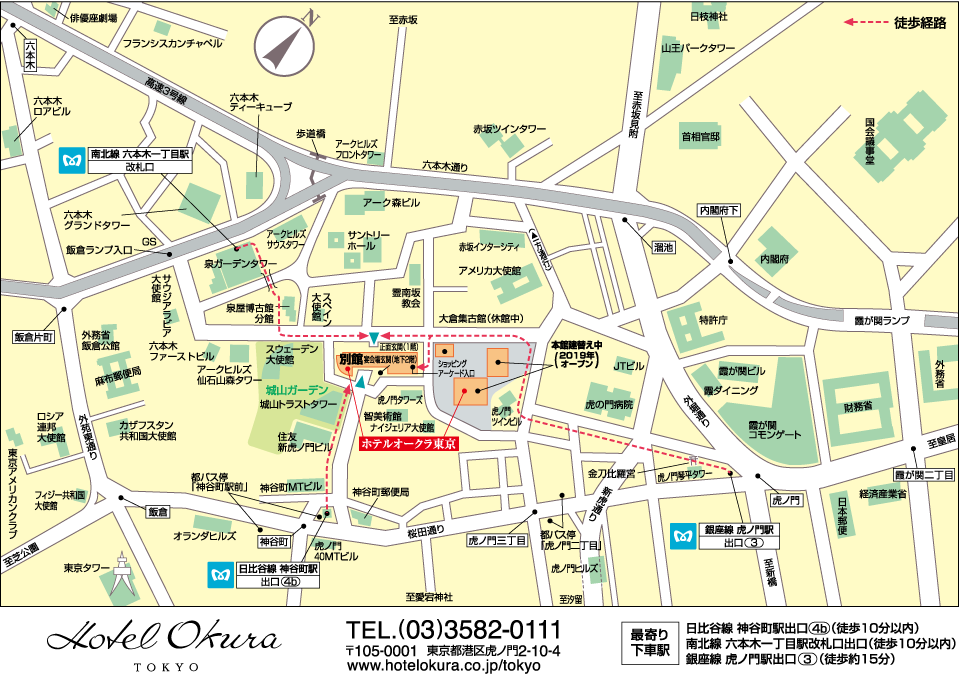 俳優座劇場
六本木
フランシスカンチャペル
高速3号線
N
至赤坂
日枝神社
山王パークタワー
徒歩経路
六本木
ロアビル
六本木
ティーキューブ
歩道橋
アークヒルズ
フロントタワー
赤坂ツインタワー
至赤坂見附
首相官邸
国会議事堂
南北線 六本木一丁目駅
改札口
六本木通り
六本木
グランドタワー
アーク森ビル
内閣府下
溜池
内閣府
GS
飯倉ランプ入口
アークヒルズ
サウスタワー
サントリー
ホール
赤坂インターシティ
アメリカ大使館
泉ガーデンタワー
サウジアラビア
大使館
泉屋博古館
分館
スペイン
大使館
霊南坂
教会
大倉集古館(休館中)
特許庁
霞が関ランプ
飯倉片町
外務省
飯倉公館
麻布郵便局
六本木
ファーストビル
アークヒルズ
仙石山森タワー
スウェーデン
大使館
城山ガーデン
城山トラストタワー
正面玄関(1階)
別館
宴会場玄関(地下2階)
ショッピング
アーケード入口
本館建替え中
(2019年)
オープン
JTビル
霞が関ビル
霞ダイニング
霞が関
コモンゲート
財務省
外務省
虎ノ門タワーズ
智美術館
ナイジェリア大使館
ホテルオークラ東京
虎ノ門
ツインビル
虎の門病院
外堀通り
至皇居
霞が関二丁目
ロシア
連邦
大使館
外苑東通り
カザフスタン
共和国大使館
住友
新虎ノ門ビル
東京アメリカンクラブ
フィジー共和国
大使館
都バス停
「神谷町駅前」
神谷町MTビル
神谷町郵便局
金刀比羅宮
虎ノ門琴平タワー
虎ノ門
経済産業省
日本郵便
飯倉
オランダヒルズ
神谷町
桜田通り
虎ノ門三丁目
新虎通り
都バス停
「虎ノ門二丁目」
銀座線 虎ノ門駅
出口③
至芝公園
東京タワー
日比谷線 神谷町駅
出口4b
虎ノ門
40MTビル
虎ノ門ヒルズ
至愛宕神社
至汐留
至新橋
Hotel Okura
TOKYO
TEL.(03)3582-0111
〒105-0001 東京都港区虎ノ門2-10-4
www.hotelokura.co.jp/tokyo
最寄り
下車駅
日比谷線 神谷町駅出口4b(徒歩10分以内)
南北線 六本木一丁目駅改札口出口(徒歩10分以内)
銀座線 虎ノ門駅出口③(徒歩約15分)